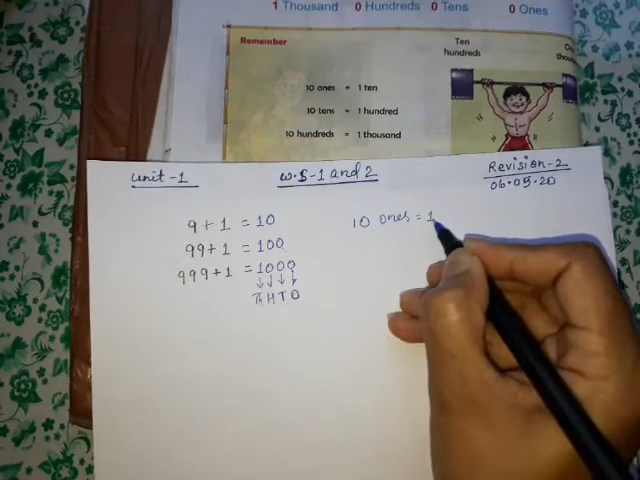 1 Thousand 0 Hundreds 0 Tens 0 Ones
Remember
Ten
hundreds
10 ones = 1 ten
10 tens = 1 hundred
10 hundreds = 1 thousand
Unit-1
W.S-1 and 2
Revision-2
06.05.20
9+1 = 10
99+1 = 100
999+1 = 1000
Th H T O
10 ones = 1